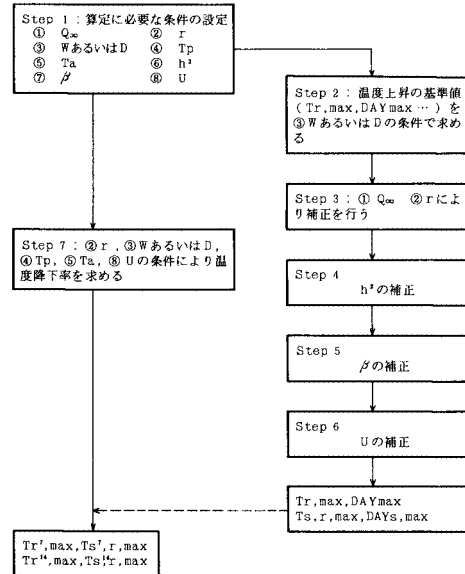 Step 1：算定に必要な条件の設定
① Q∞ ② r
③ WあるいはD ④ Tp
⑤ Ta ⑥ h²
⑦ β ⑧ U
Step 2：温度上昇の基準値
(Tr,max,DAYmax…)を
③WあるいはDの条件で求め
る
Step 3：① Q∞ ② rによ
り補正を行う
Step 7：②r，③WあるいはD，
④Tp，⑤Ta，⑧Uの条件により温
度降下率を求める
Step 4
h²の補正
Step 5
βの補正
Step 6
Uの補正
Tr,max,DAYmax
Ts,r,max,DAYs,max
Tr⁷,max,Ts⁷,r,max
Tr¹⁴,max,Ts¹⁴,r,max